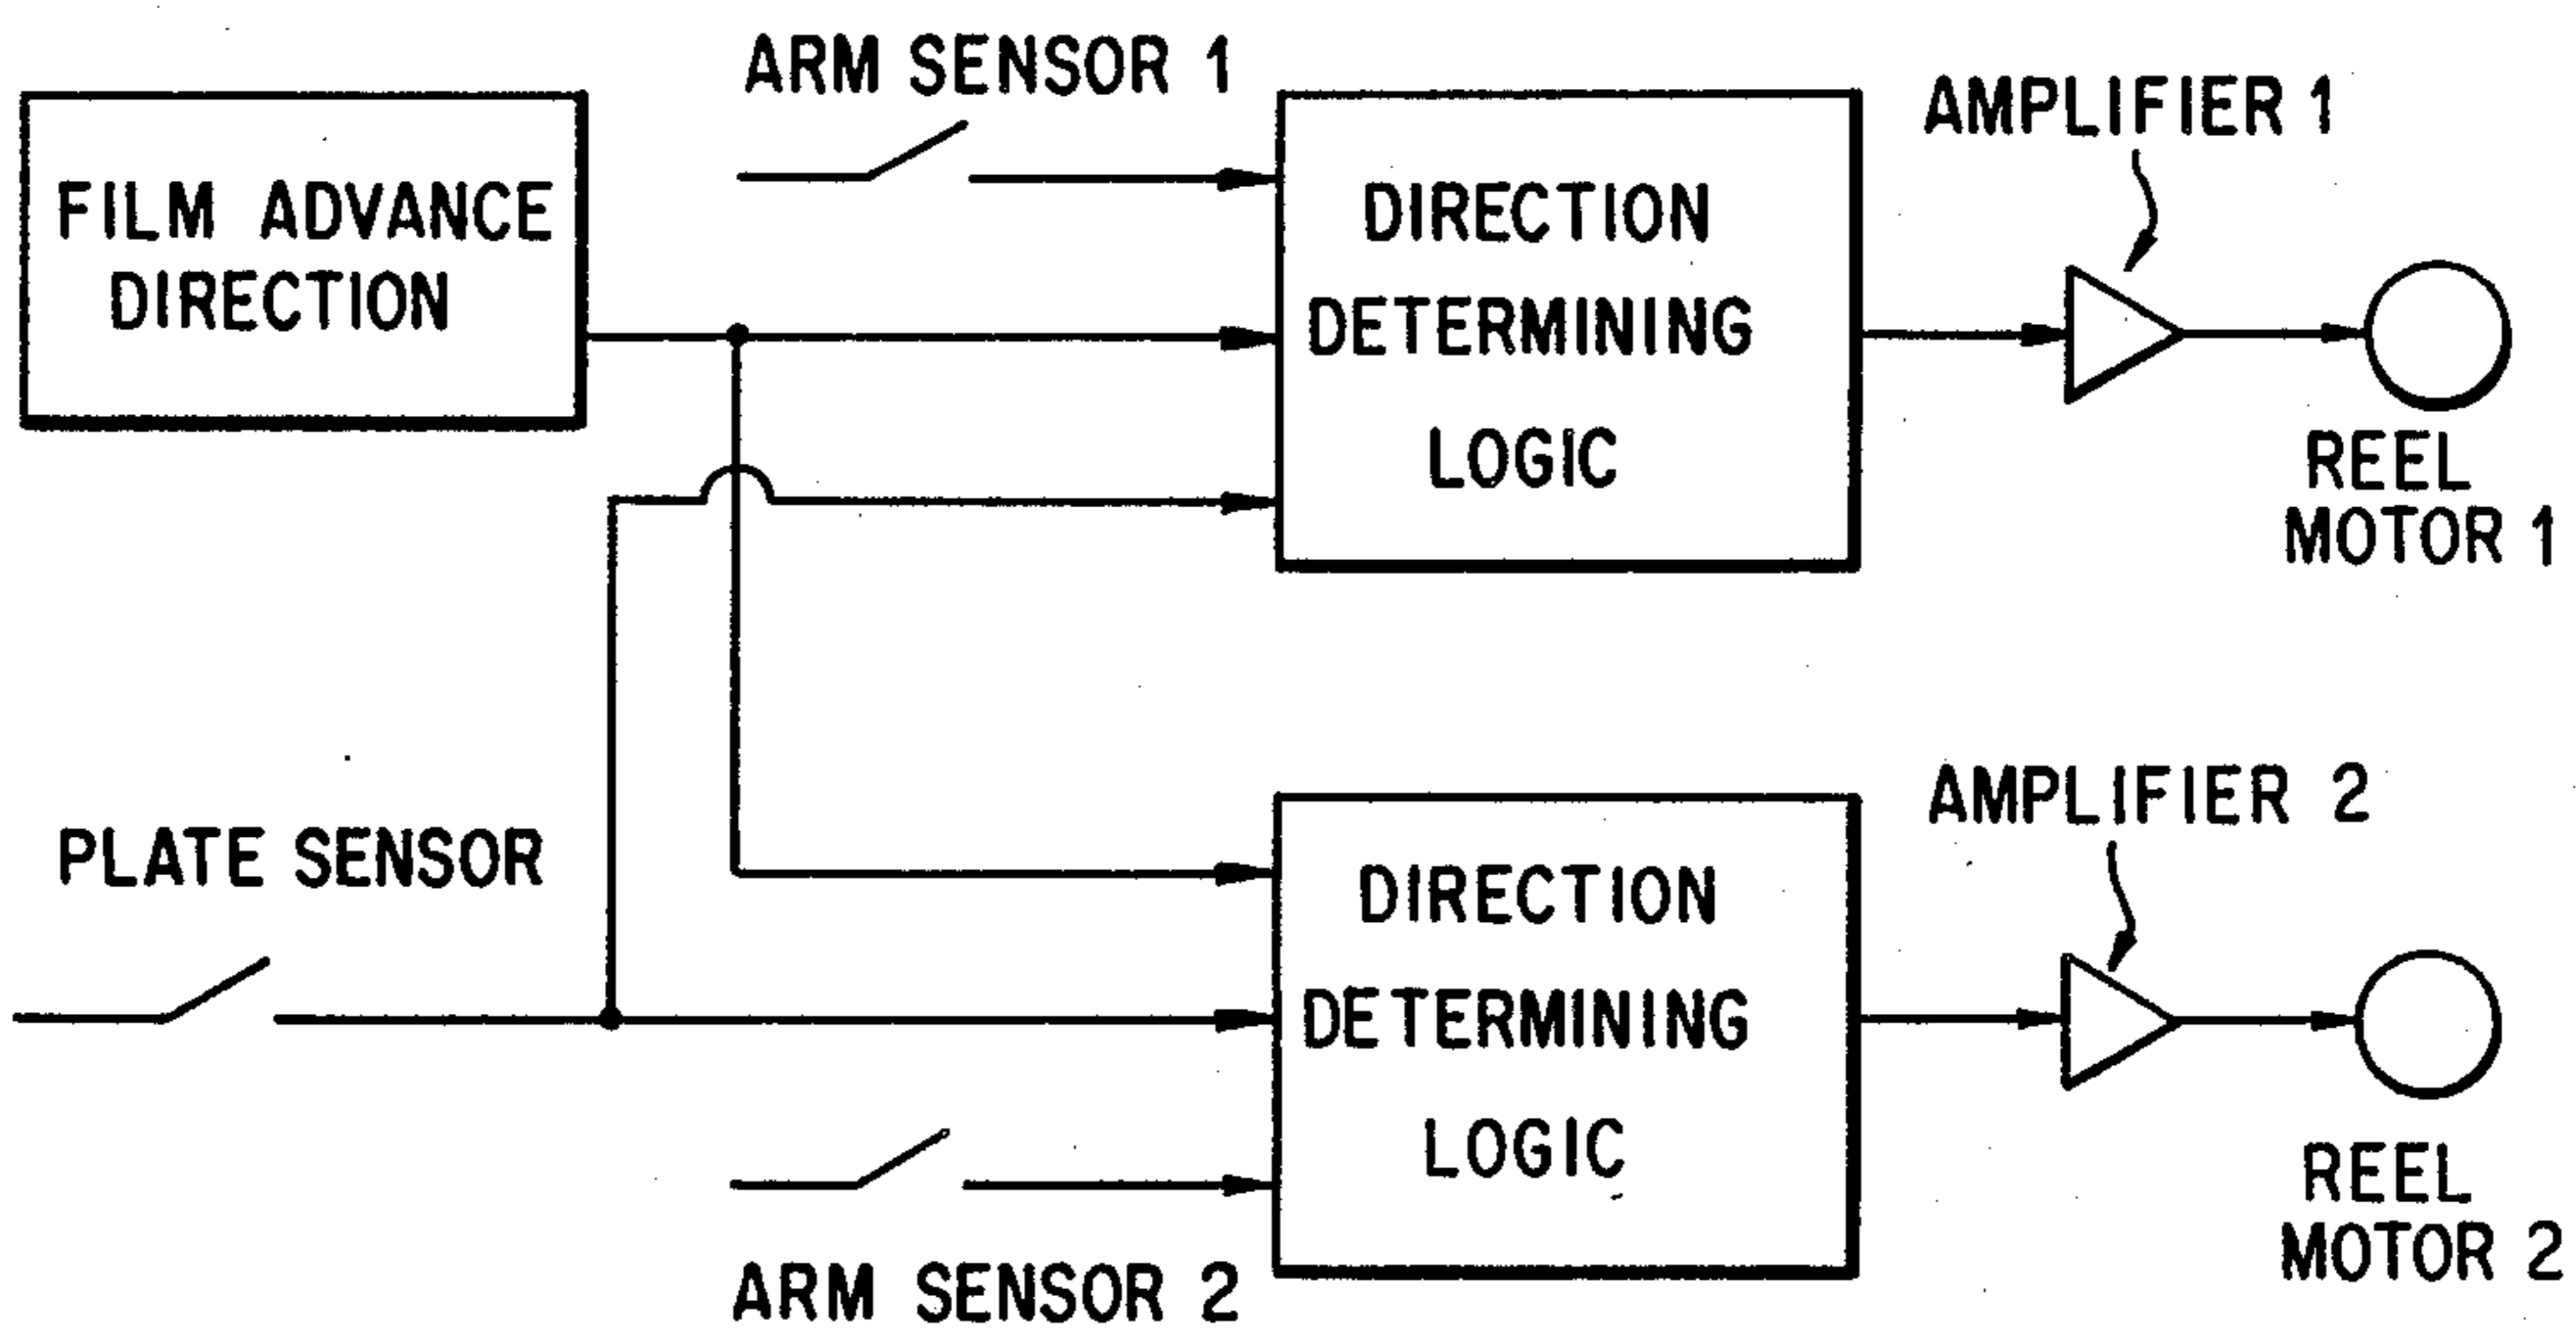 ARM SENSOR 1
AMPLIFIER 1
FILM ADVANCE
DIRECTION
DIRECTION
DETERMINING
LOGIC
REEL
MOTOR 1
PLATE SENSOR
AMPLIFIER 2
DIRECTION
DETERMINING
LOGIC
REEL
MOTOR 2
ARM SENSOR 2